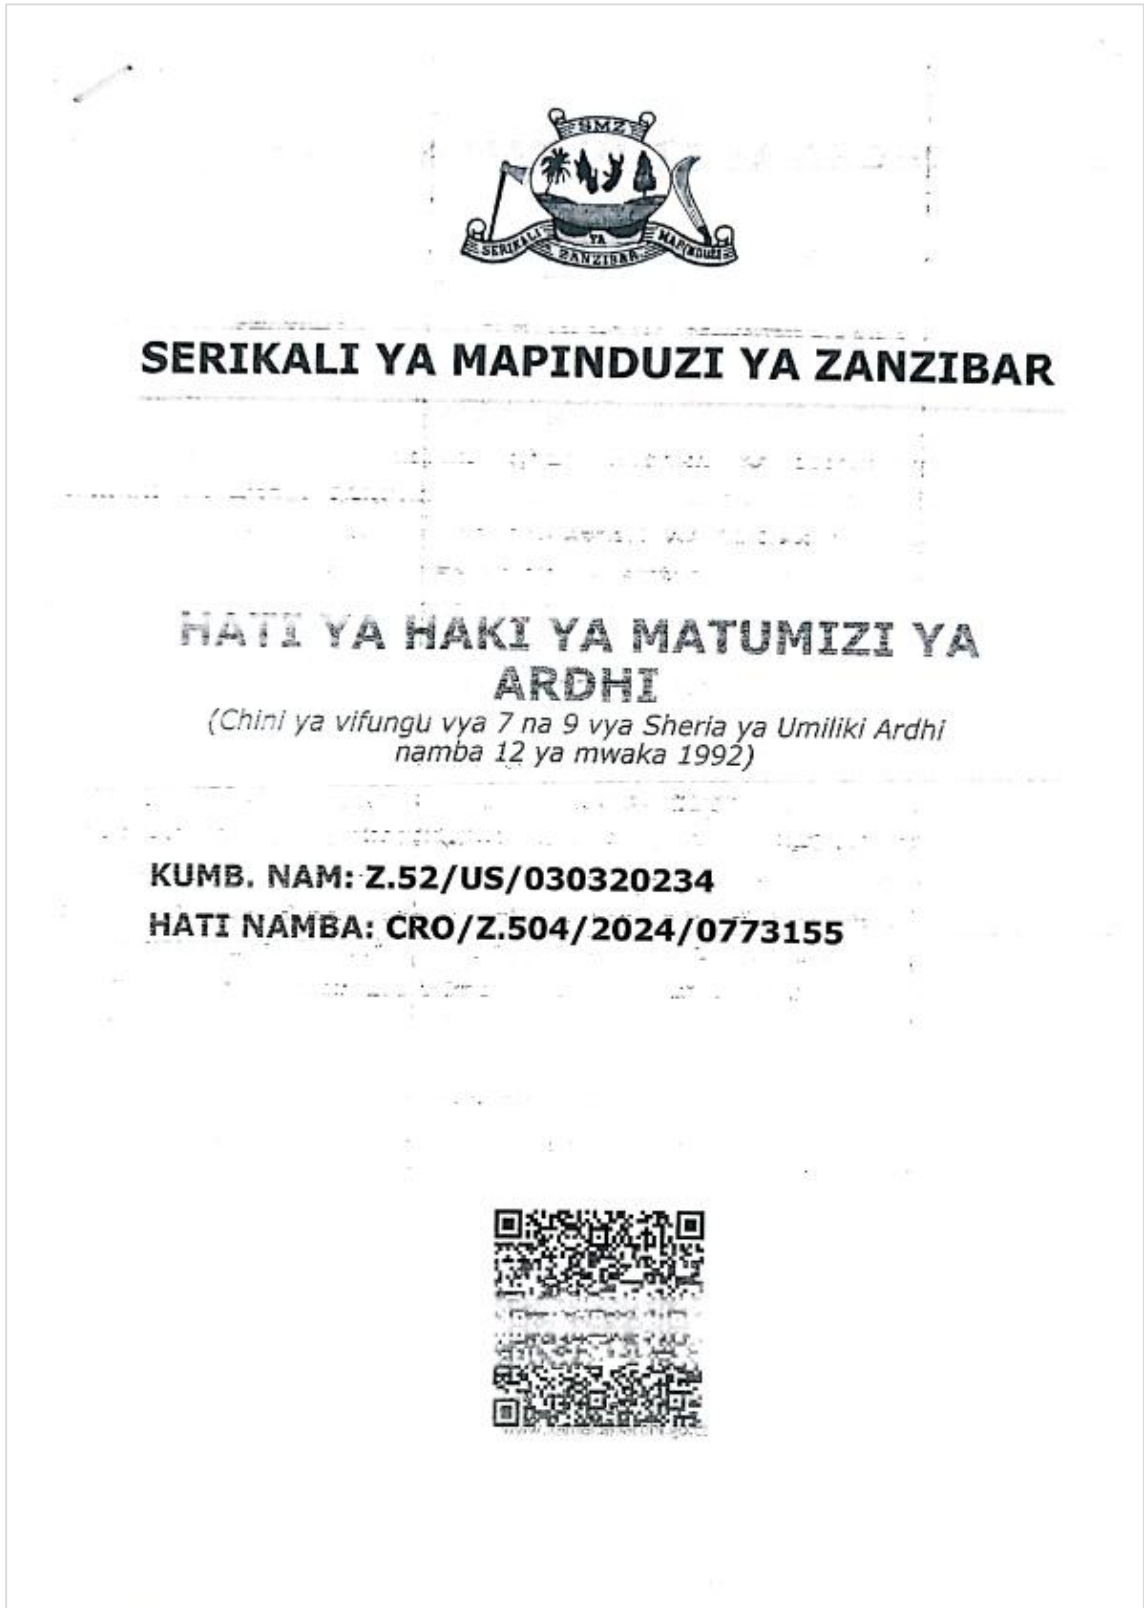 SMZ
SERIKALI YA MAPINDUZI
ZANZIBAR
SERIKALI YA MAPINDUZI YA ZANZIBAR
HATI YA HAKI YA MATUMIZI YA
ARDHI
(Chini ya vifungu vya 7 na 9 vya Sheria ya Umiliki Ardhi
namba 12 ya mwaka 1992)
KUMB. NAM: Z.52/US/030320234
HATI NAMBA: CRO/Z.504/2024/0773155